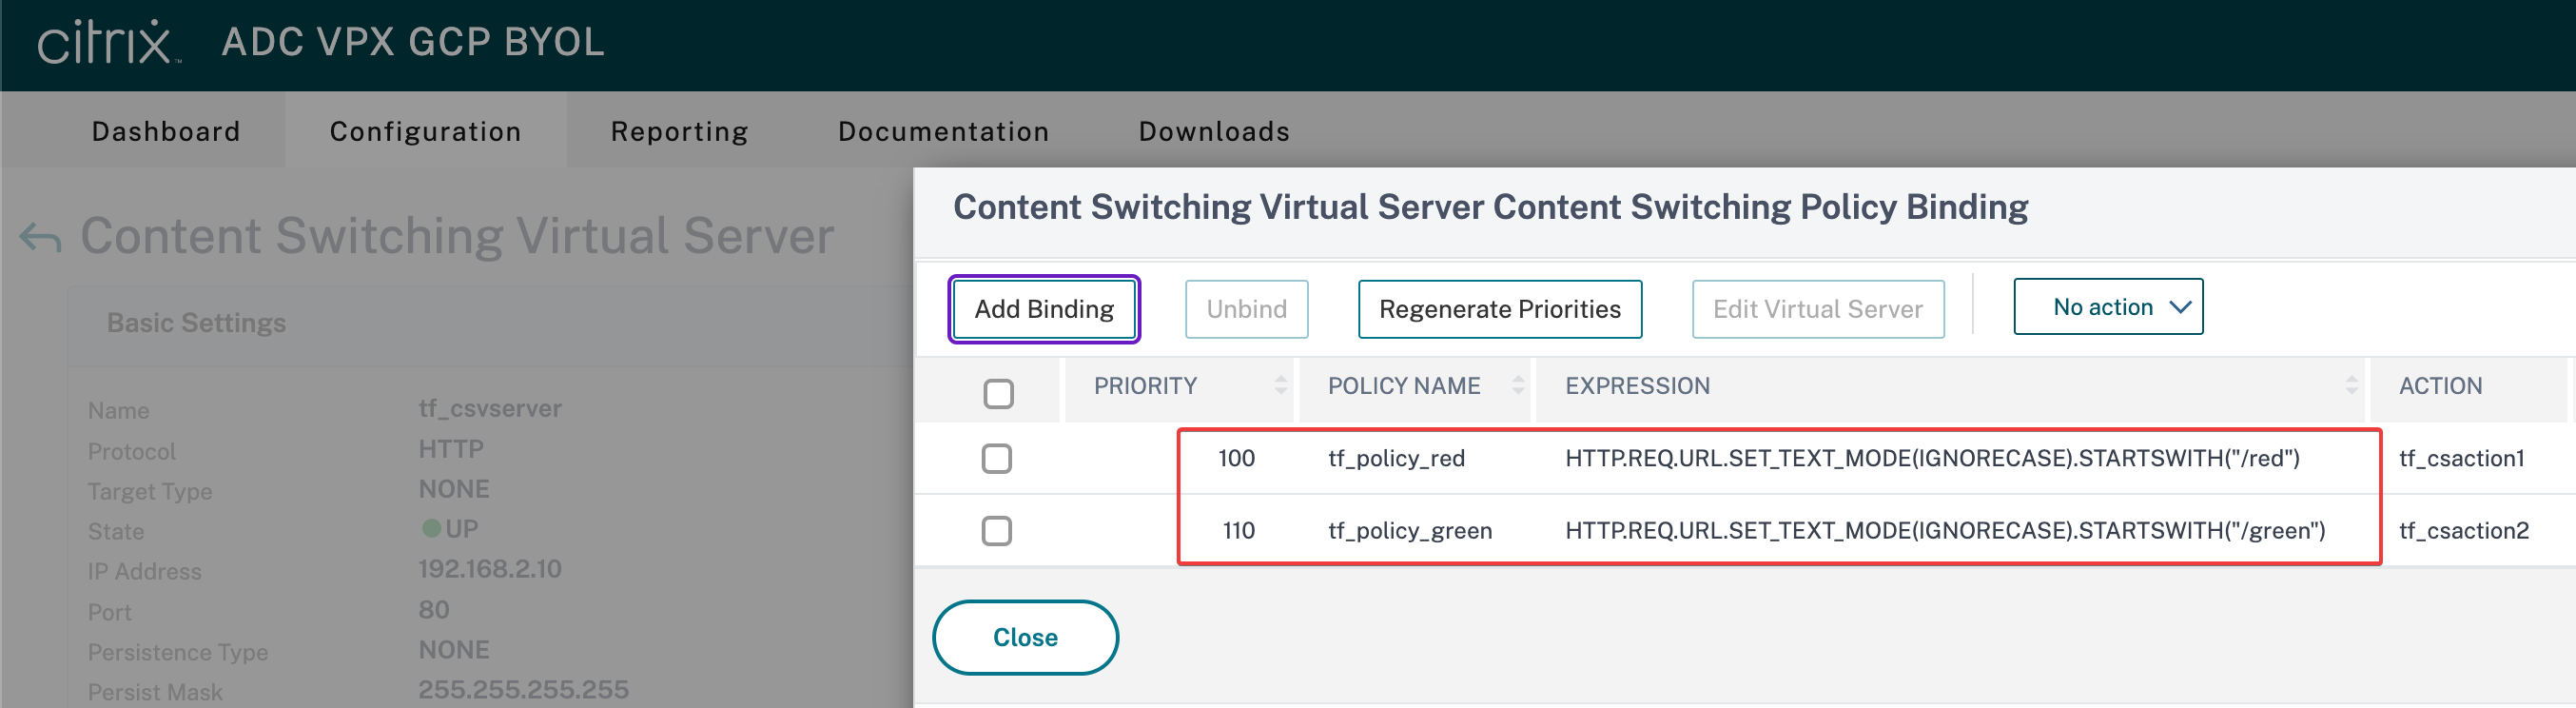 citrix™ ADC VPX GCP BYOL
Dashboard Configuration Reporting Documentation Downloads
Content Switching Virtual Server
Basic Settings
Name tf_csvserver
Protocol HTTP
Target Type NONE
State UP
IP Address 192.168.2.10
Port 80
Persistence Type NONE
Persist Mask 255.255.255.255
Content Switching Virtual Server Content Switching Policy Binding
Add Binding Unbind Regenerate Priorities Edit Virtual Server No action
PRIORITY POLICY NAME EXPRESSION ACTION
100 tf_policy_red HTTP.REQ.URL.SET_TEXT_MODE(IGNORECASE).STARTSWITH("/red") tf_csaction1
110 tf_policy_green HTTP.REQ.URL.SET_TEXT_MODE(IGNORECASE).STARTSWITH("/green") tf_csaction2
Close